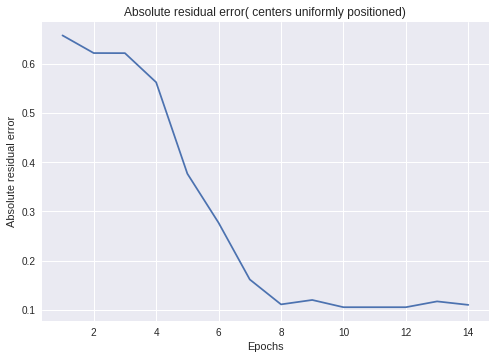 Absolute residual error( centers uniformly positioned)
Absolute residual error
0.6
0.5
0.4
0.3
0.2
0.1
2 4 6 8 10 12 14
Epochs